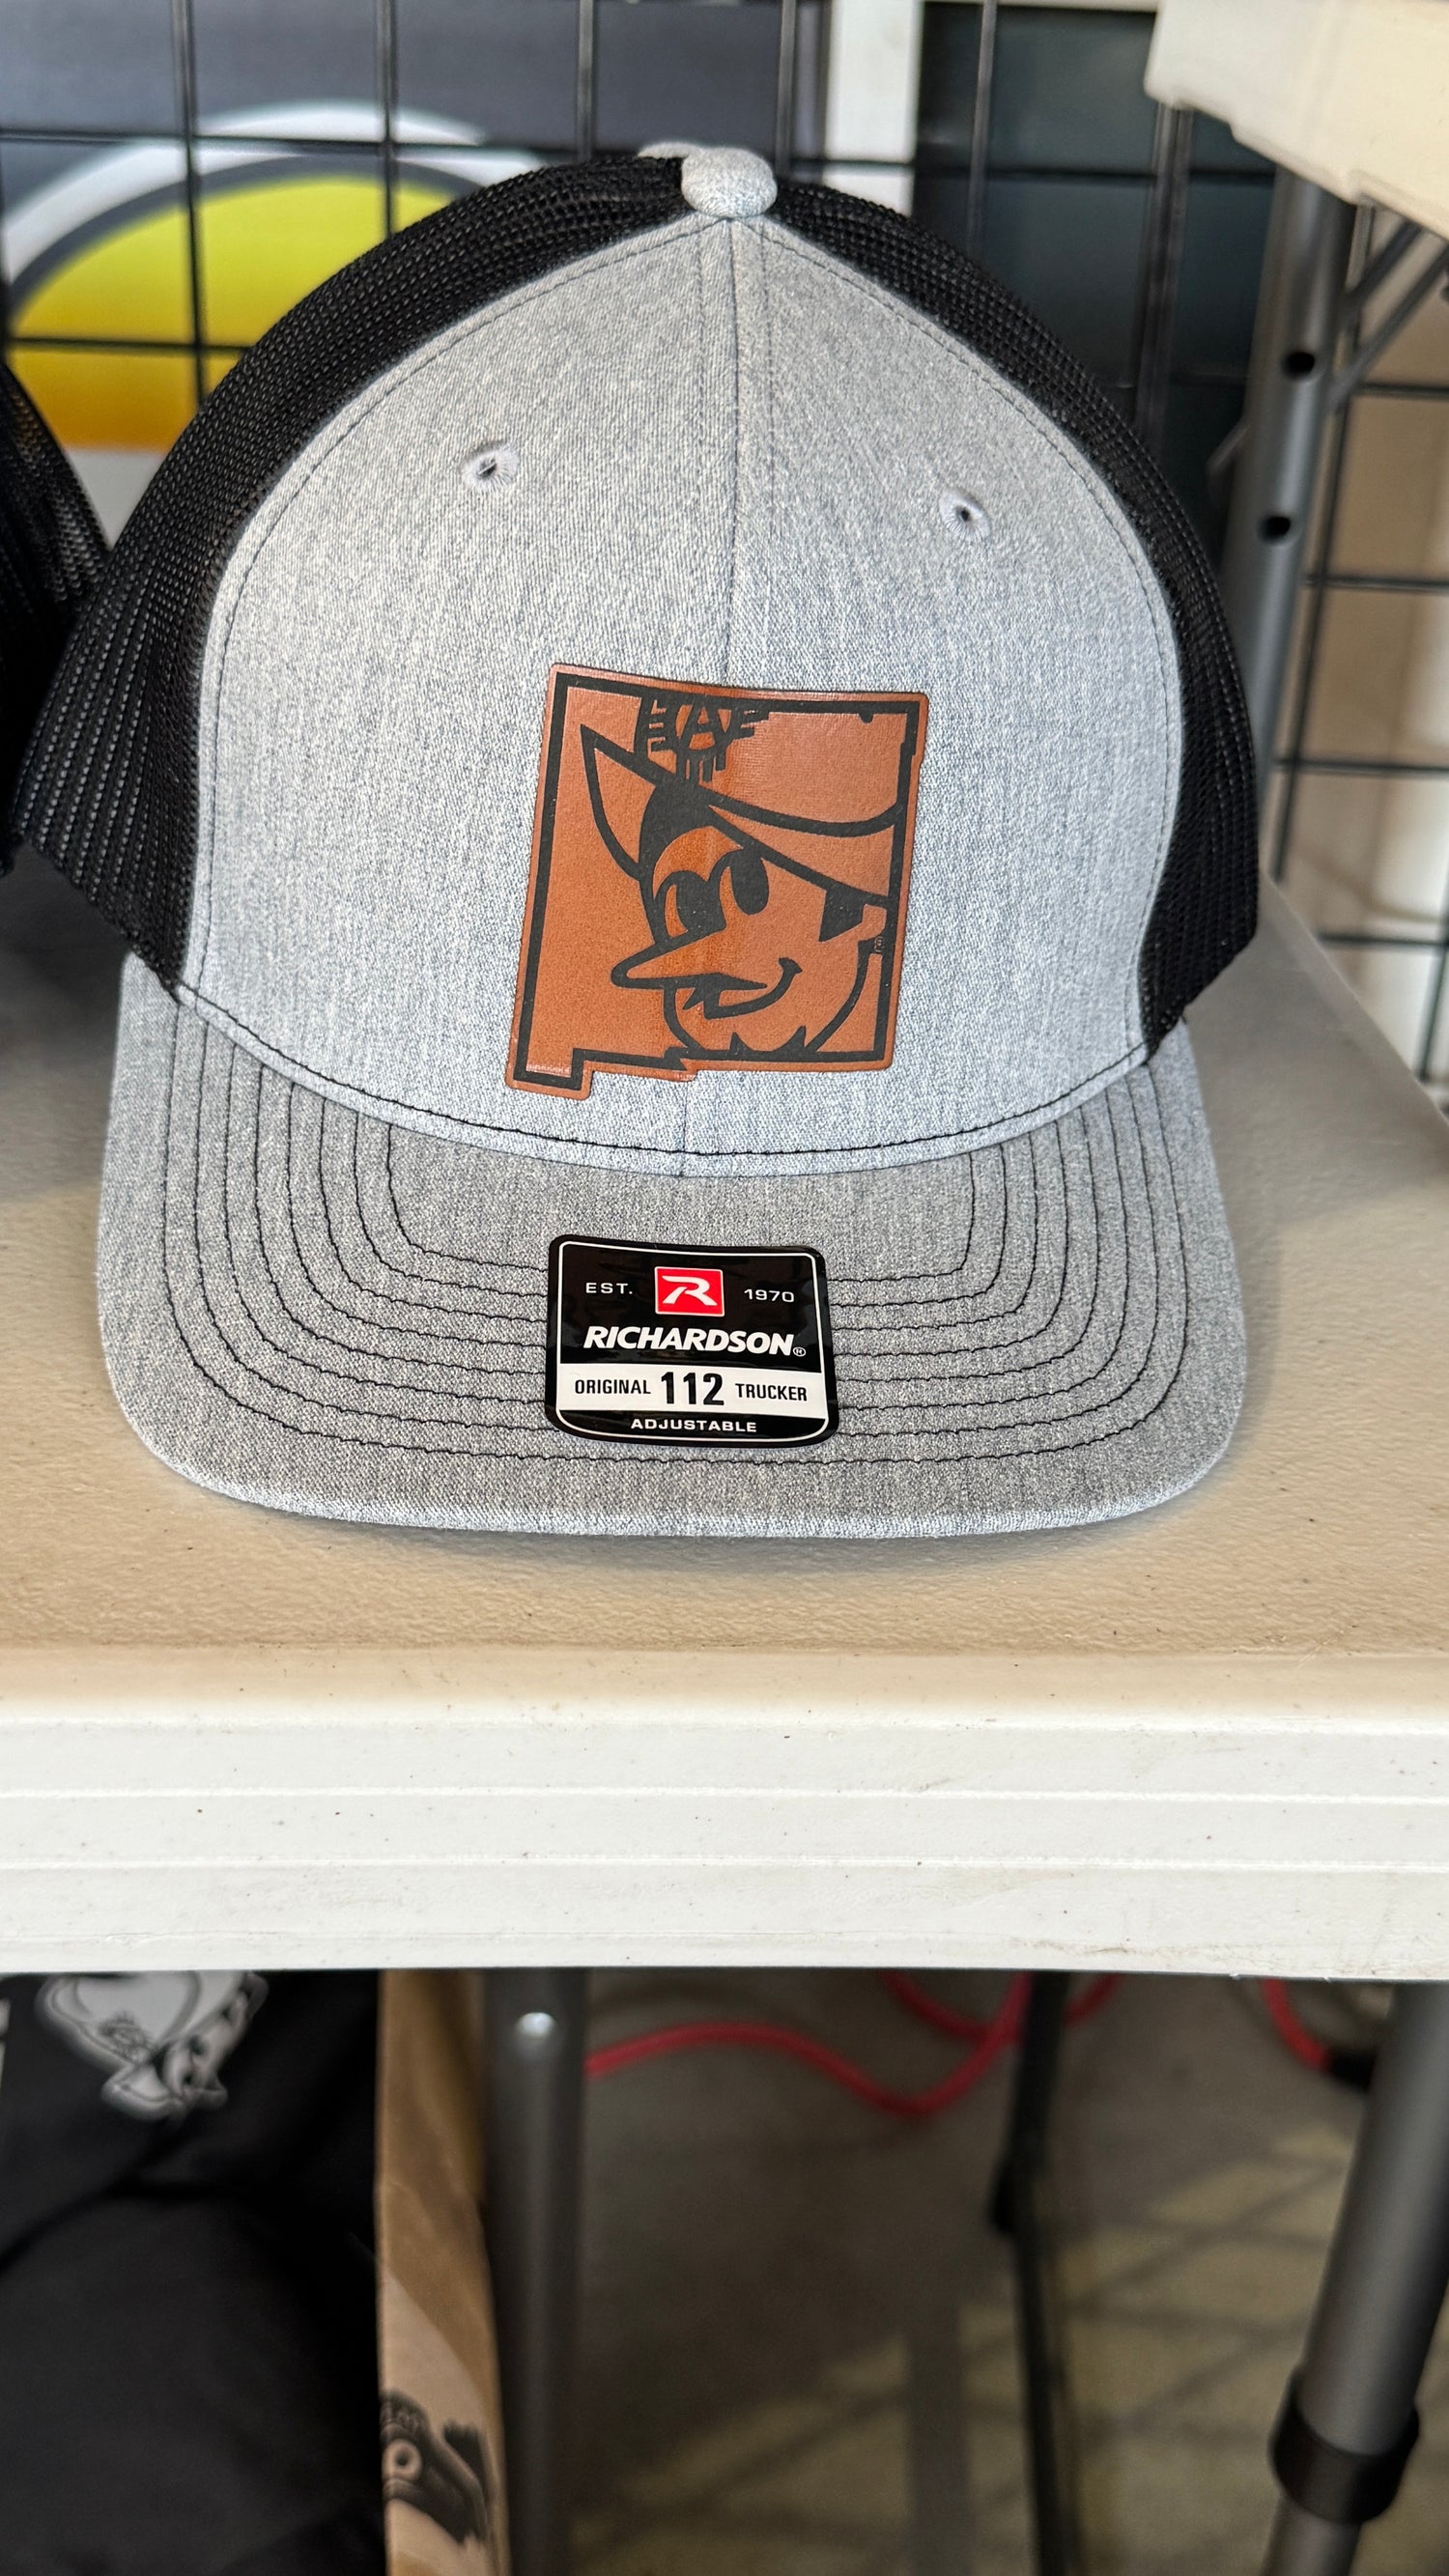 A
EST. R 1970
RICHARDSON®
ORIGINAL 112 TRUCKER
ADJUSTABLE